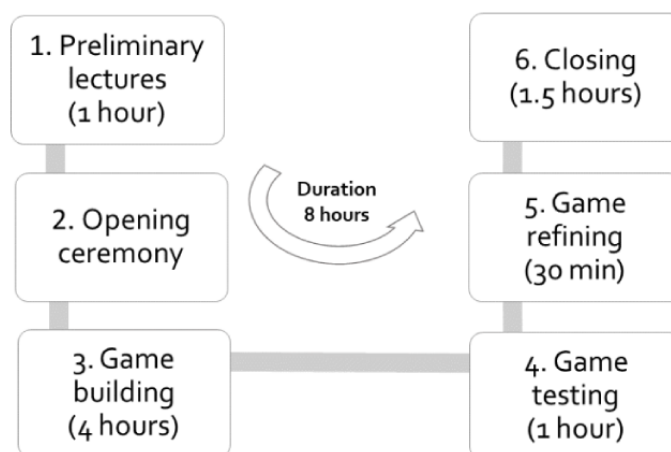 1. Preliminary
lectures
(1 hour)
2. Opening
ceremony
3. Game
building
(4 hours)
Duration
8 hours
4. Game
testing
(1 hour)
5. Game
refining
(30 min)
6. Closing
(1.5 hours)